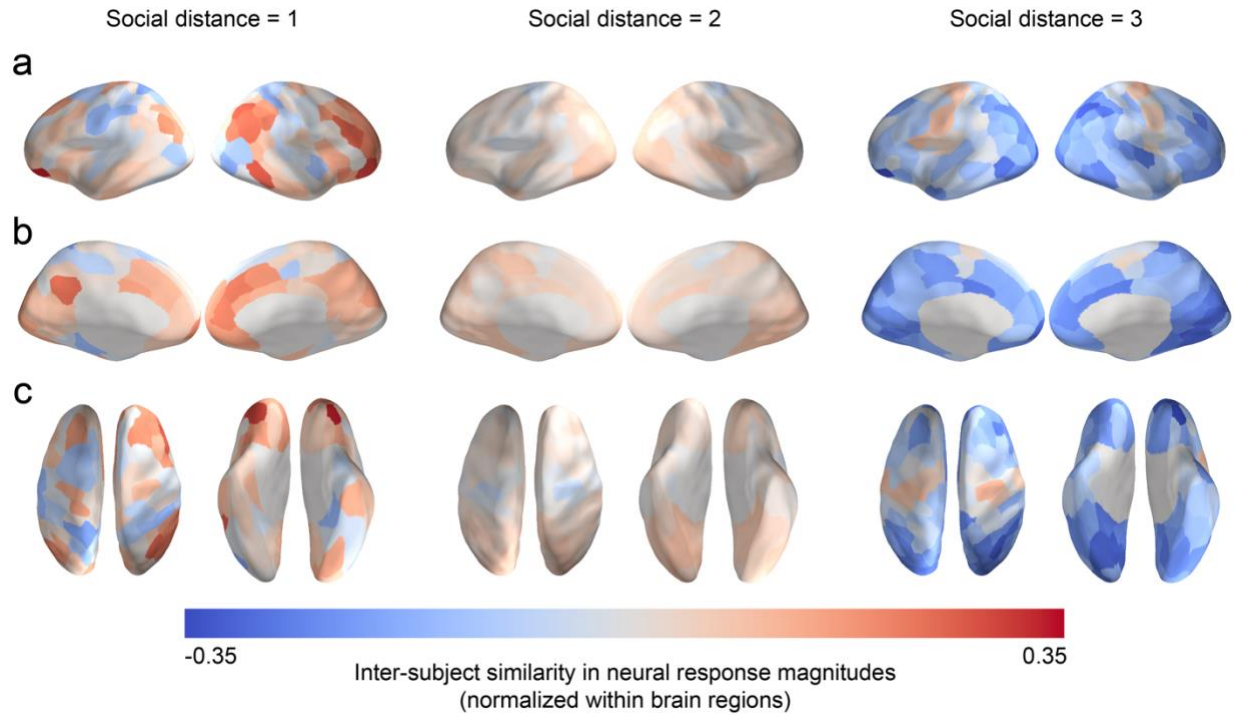 Social distance = 1
Social distance = 2
Social distance = 3
a
b
c
-0.35
0.35
Inter-subject similarity in neural response magnitudes
(normalized within brain regions)